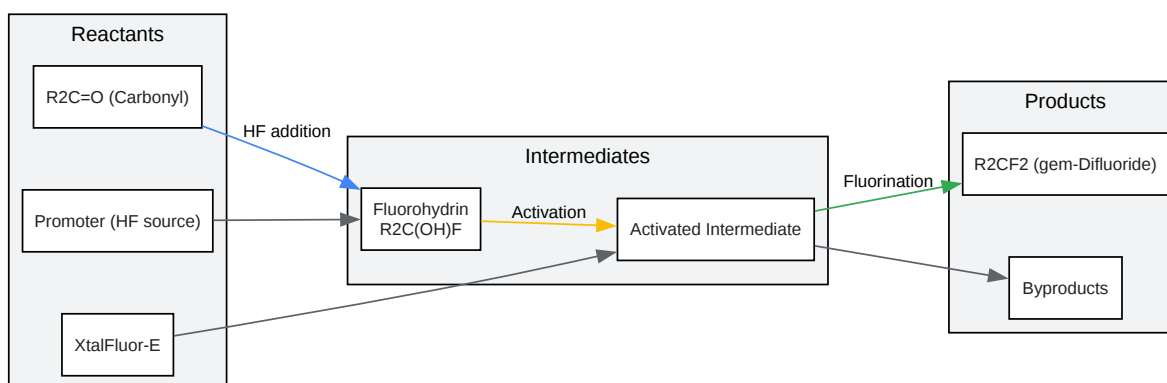 Reactants
R2C=O (Carbonyl)
HF addition
Promoter (HF source)
XtalFluor-E
Intermediates
Fluorohydrin
R2C(OH)F
Activation
Activated Intermediate
Fluorination
Products
R2CF2 (gem-Difluoride)
Byproducts